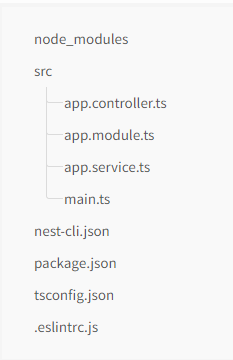 node_modules
src
app.controller.ts
app.module.ts
app.service.ts
main.ts
nest-cli.json
package.json
tsconfig.json
.eslintrc.js